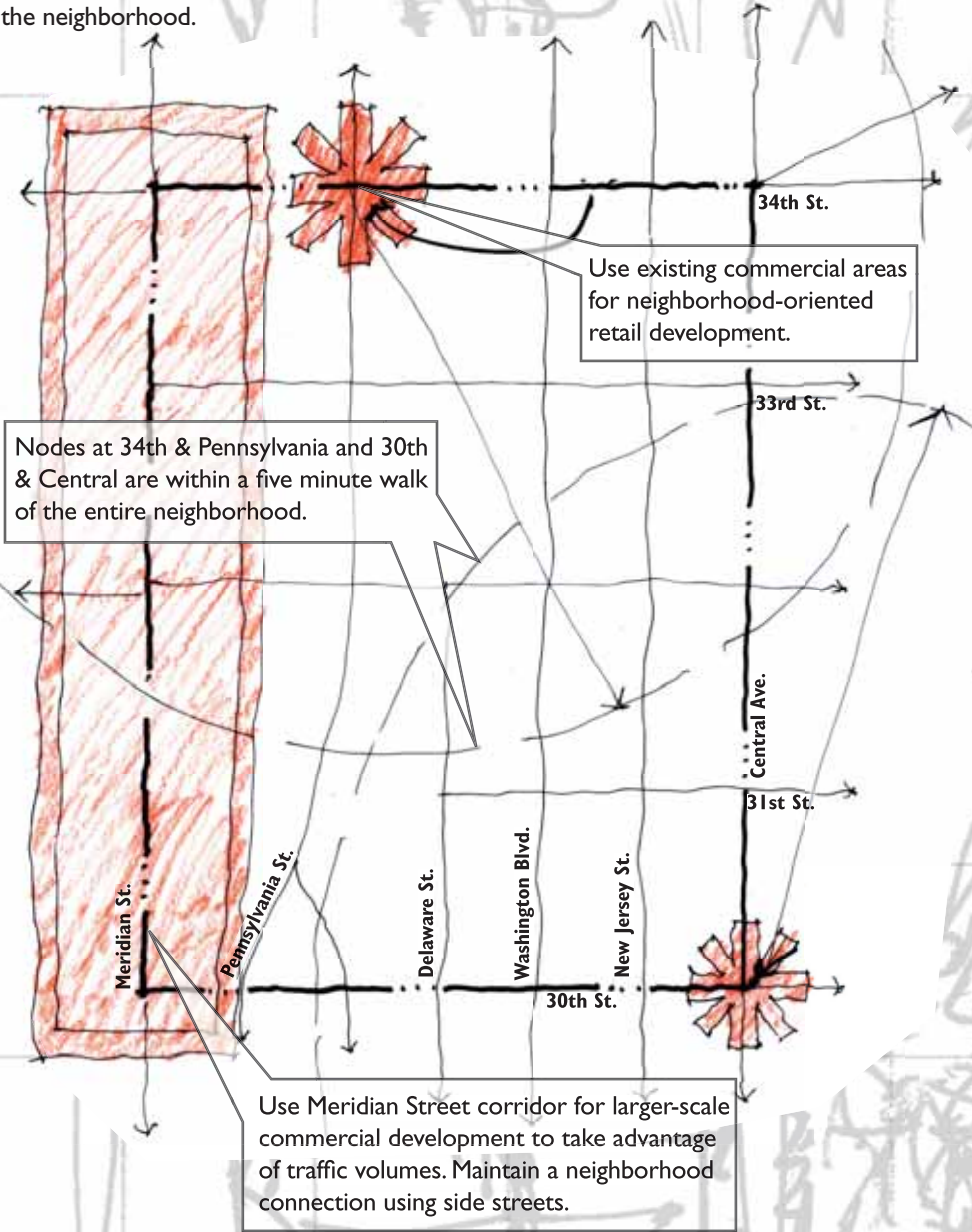 the neighborhood.
34th St.
Use existing commercial areas
for neighborhood-oriented
retail development.
33rd St.
Nodes at 34th & Pennsylvania and 30th
& Central are within a five minute walk
of the entire neighborhood.
Central Ave.
31st St.
Meridian St.
Pennsylvania St.
Delaware St.
Washington Blvd.
New Jersey St.
30th St.
Use Meridian Street corridor for larger-scale
commercial development to take advantage
of traffic volumes. Maintain a neighborhood
connection using side streets.